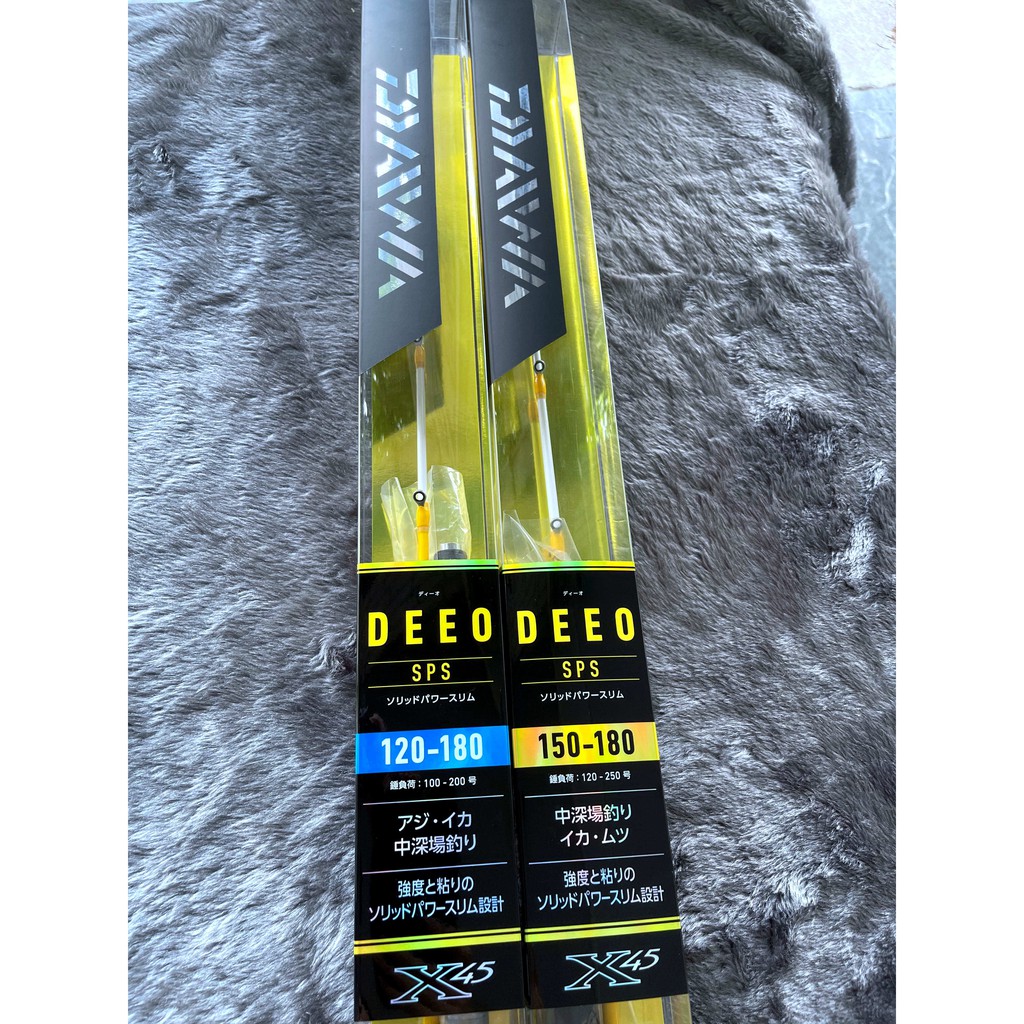 DAIWA
ディーオ
DEEO
SPS
ソリッドパワースリム
120-180
錘負荷：100-200 号
アジ・イカ
中深場釣り
強度と粘りの
ソリッドパワースリム設計
X45
DAIWA
ディーオ
DEEO
SPS
ソリッドパワースリム
150-180
錘負荷：120-250 号
中深場釣り
イカ・ムツ
強度と粘りの
ソリッドパワースリム設計
X45